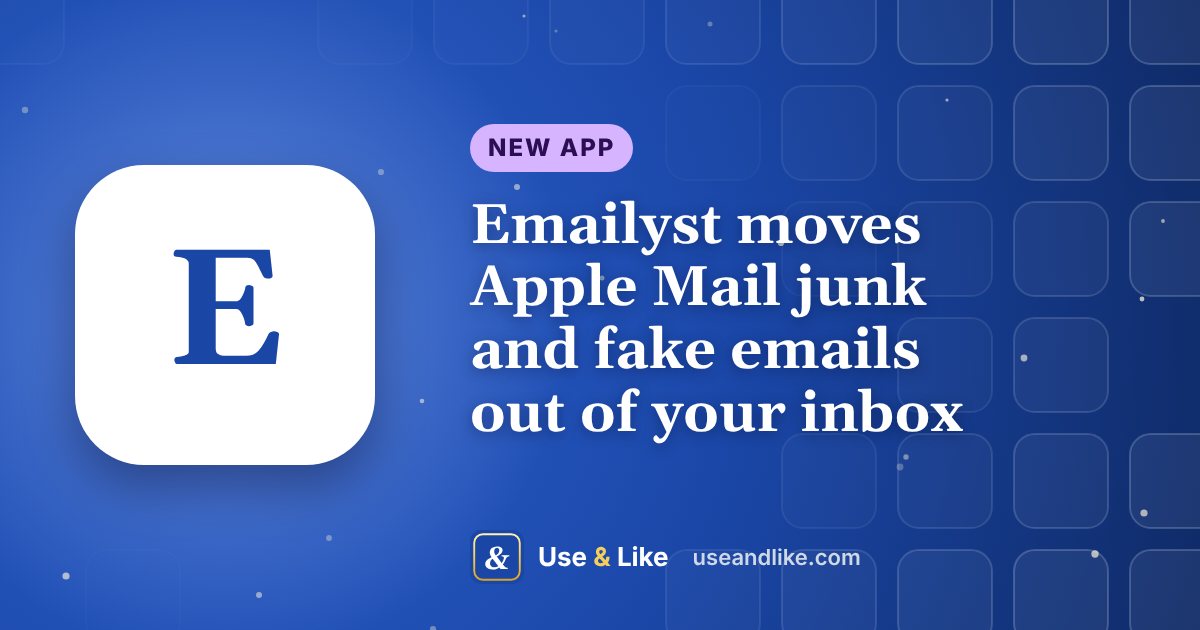 E
NEW APP
Emailyst moves
Apple Mail junk
and fake emails
out of your inbox
& Use & Like useandlike.com